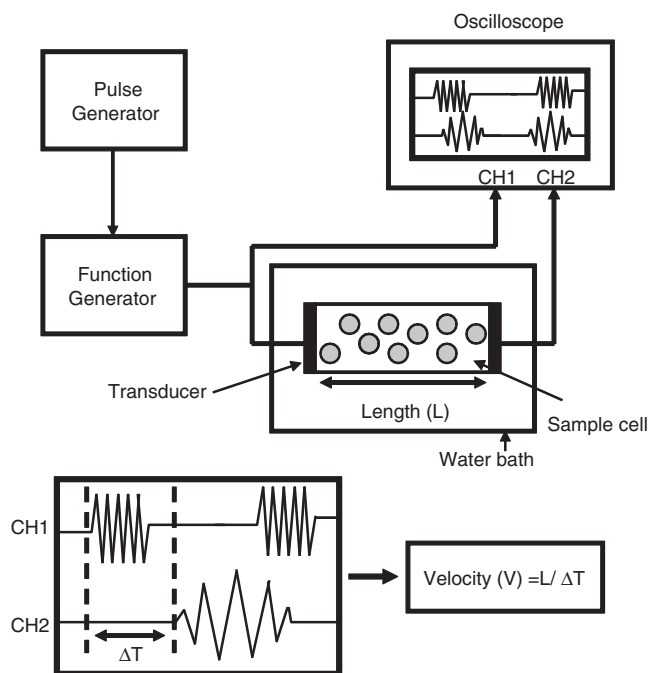 Oscilloscope
Pulse
Generator
CH1 CH2
Function
Generator
Transducer
Length (L)
Sample cell
Water bath
CH1
CH2
ΔT
Velocity (V) =L/ ΔT